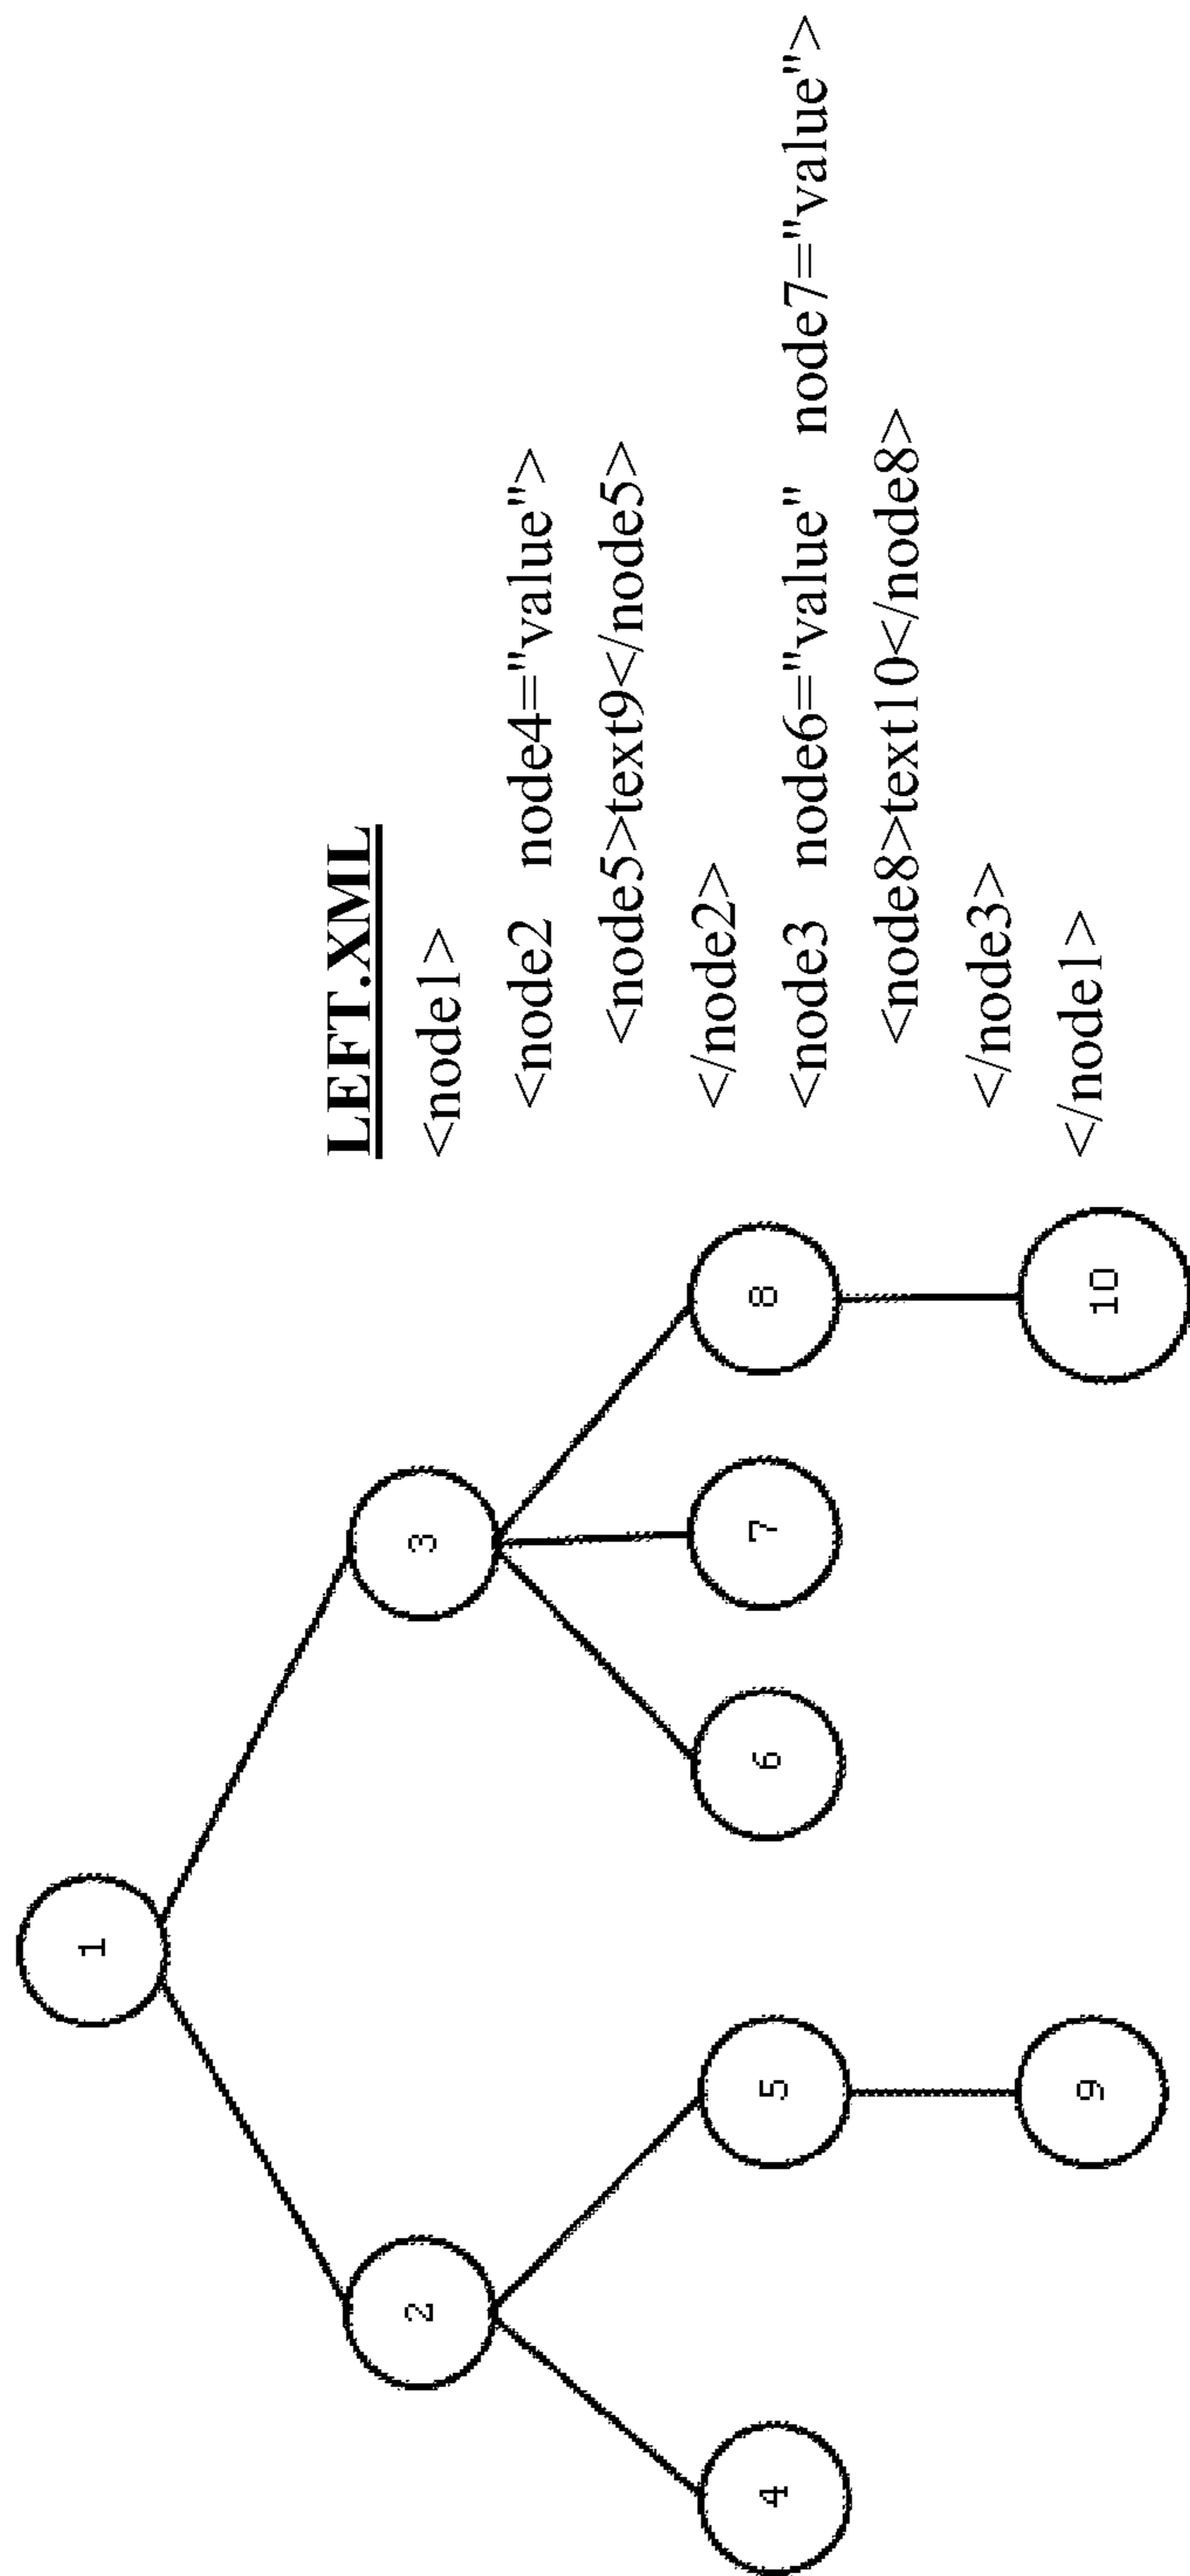 1
2
3
4
5
6
7
8
9
10
LEFT.XML
<node1>
<node2 node4="value">
<node5>text9</node5>
</node2>
<node3 node6="value" node7="value">
<node8>text10</node8>
</node3>
</node1>